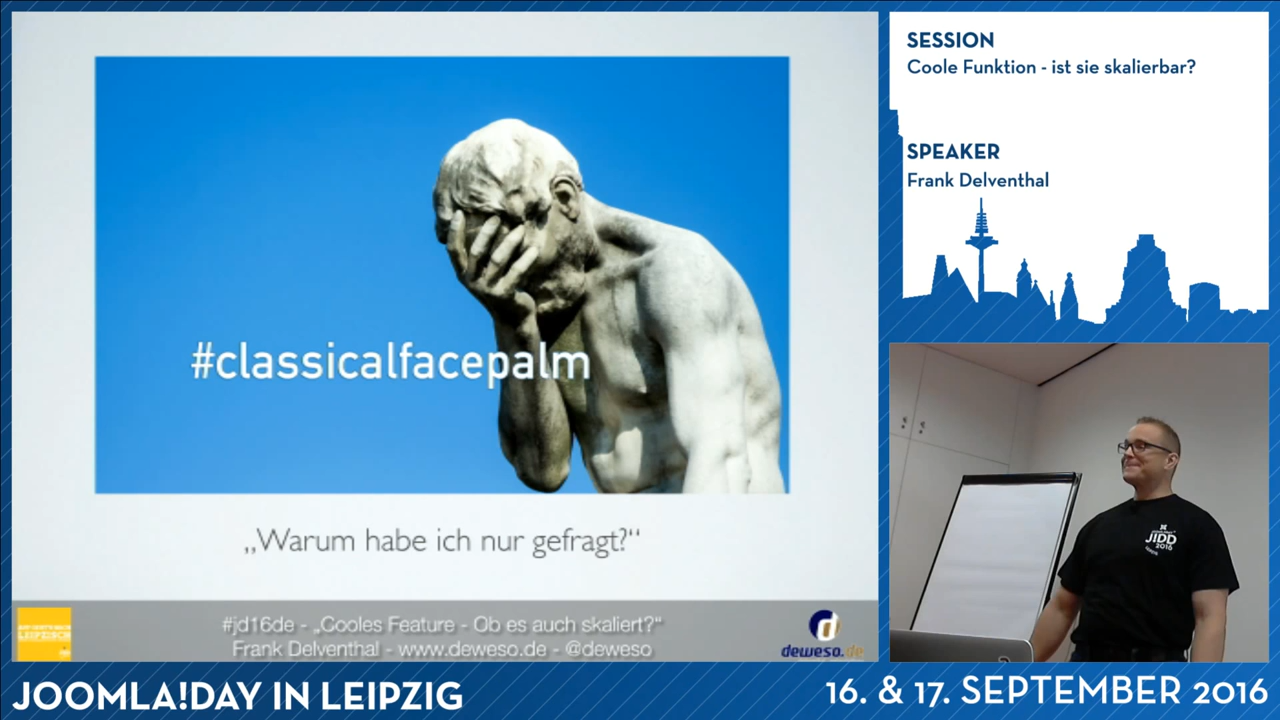 #classicalfacepalm
„Warum habe ich nur gefragt?“
#jd16de - „Cooles Feature - Ob es auch skaliert?“
Frank Delventhal - www.deweso.de - @deweso
LEIPZISCH
d
deweso.de
SESSION
Coole Funktion - ist sie skalierbar?
SPEAKER
Frank Delventhal
JIDD
2016
JOOMLA!DAY IN LEIPZIG
16. & 17. SEPTEMBER 2016